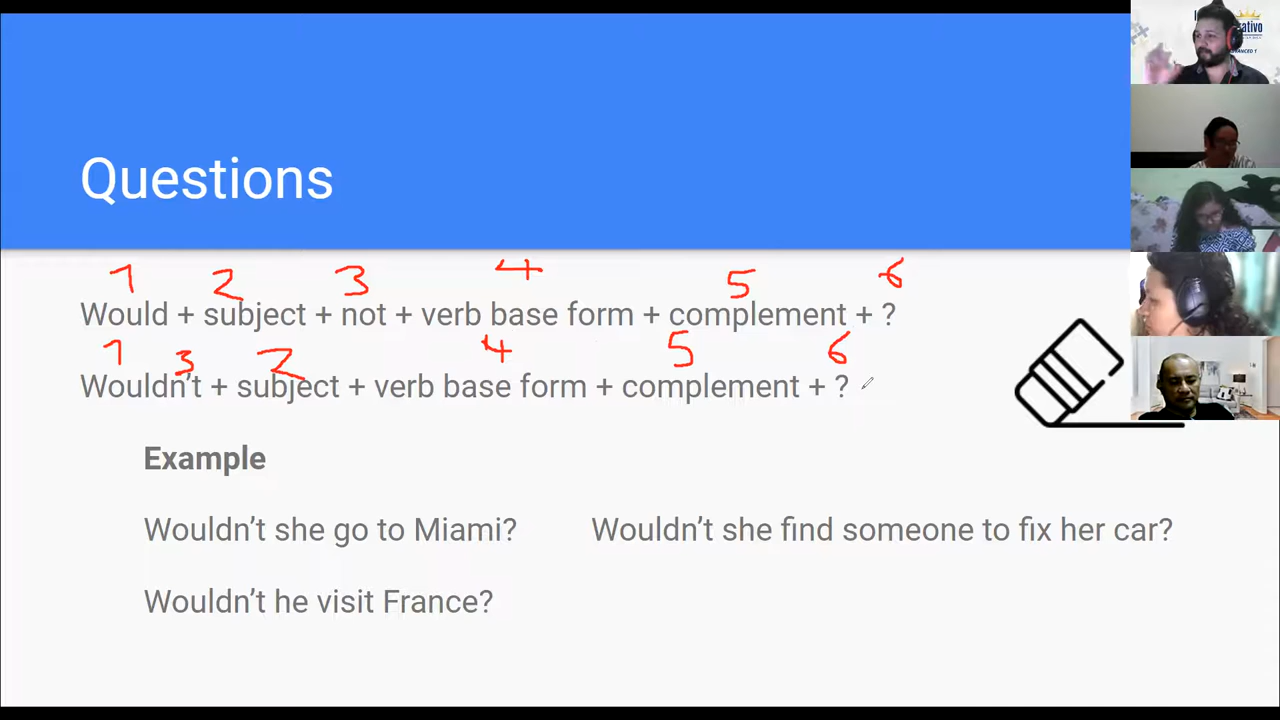 Questions
1 2 3 4 5 6
Would + subject + not + verb base form + complement + ?
1 3 2 4 5 6
Wouldn’t + subject + verb base form + complement + ?
Example
Wouldn’t she go to Miami? Wouldn’t she find someone to fix her car?
Wouldn’t he visit France?